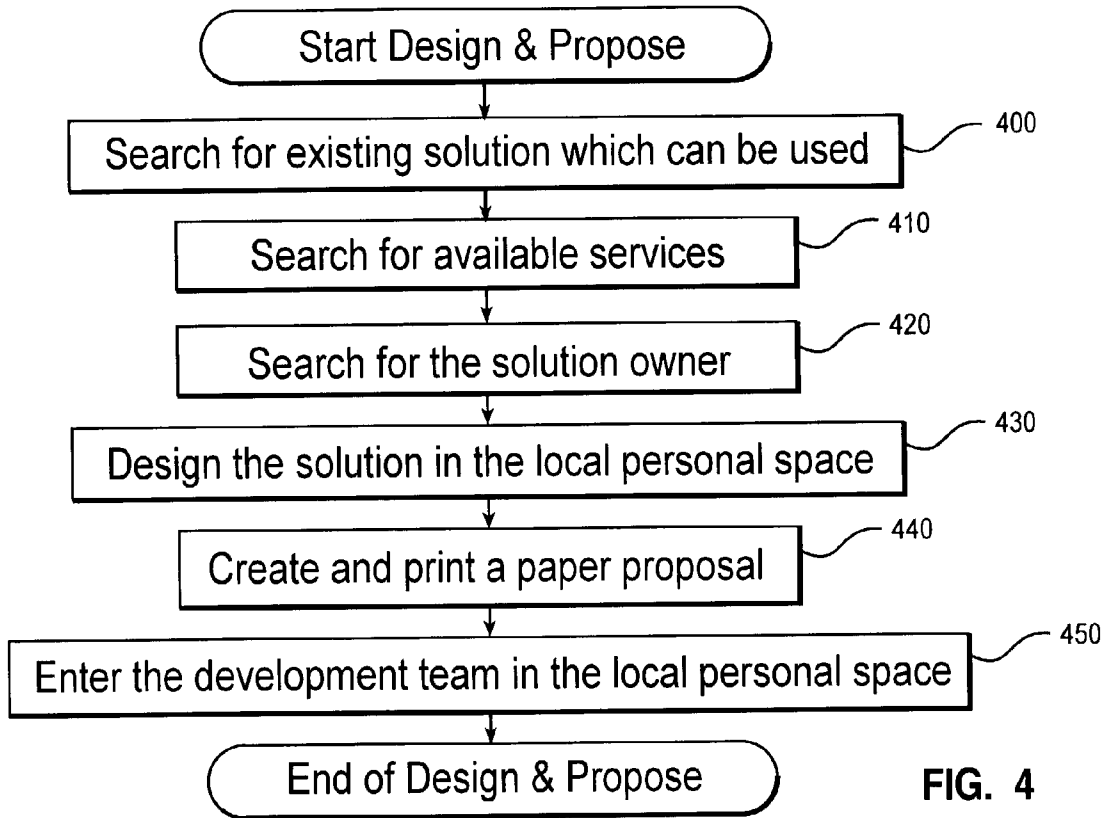 Start Design & Propose
Search for existing solution which can be used
400
Search for available services
410
Search for the solution owner
420
Design the solution in the local personal space
430
Create and print a paper proposal
440
Enter the development team in the local personal space
450
End of Design & Propose
FIG. 4